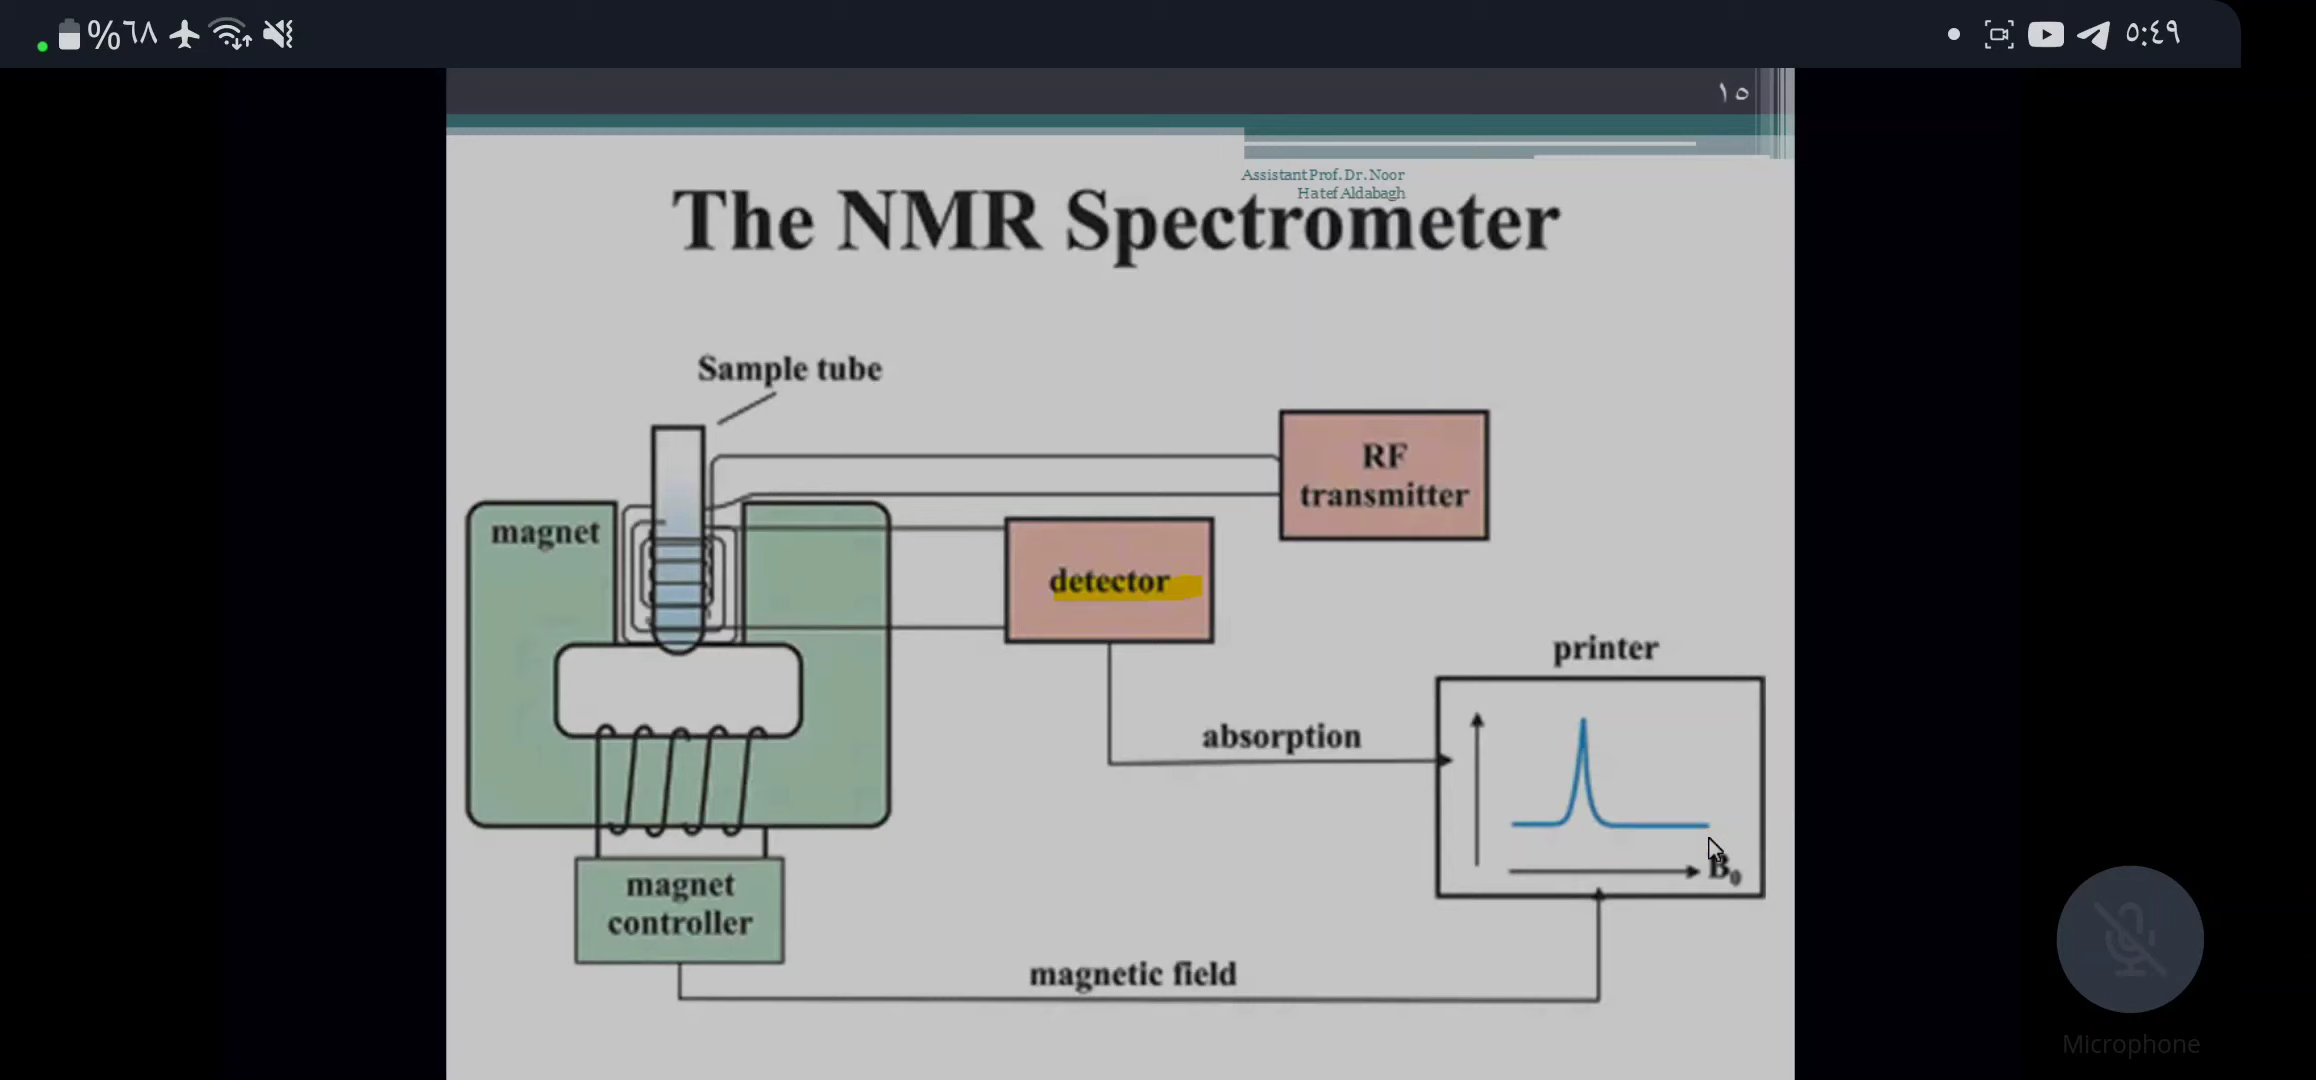 %٦٨
٥:٤٩
١٥
Assistant Prof. Dr. Noor
Hatef Aldabagh
The NMR Spectrometer
Sample tube
RF
transmitter
magnet
detector
printer
absorption
B0
magnet
controller
magnetic field
Microphone